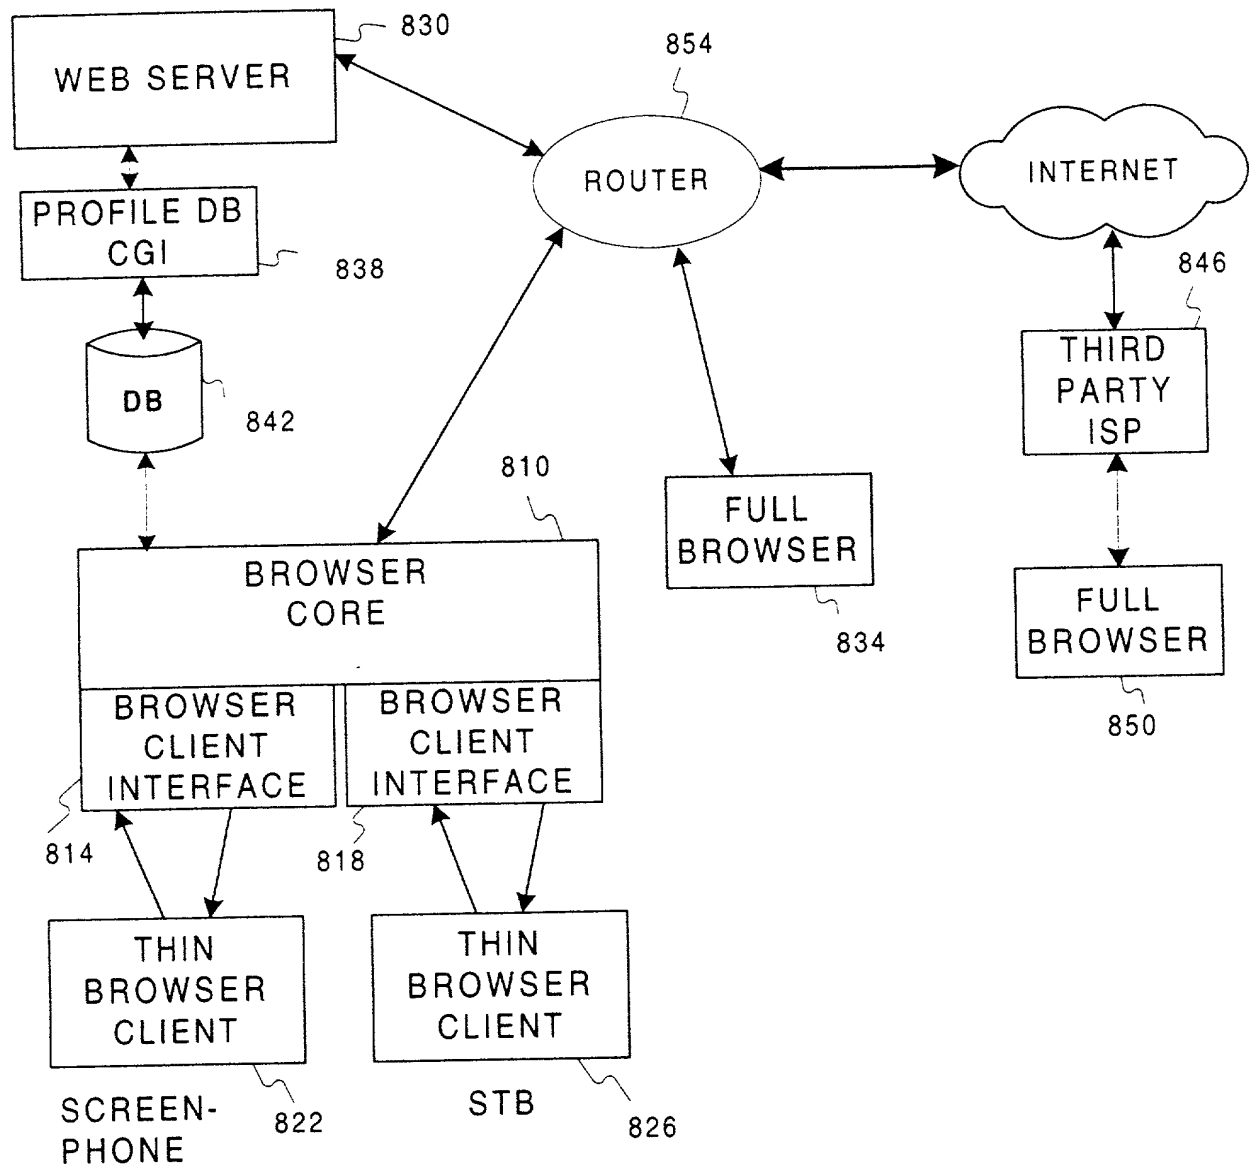 830
WEB SERVER
854
ROUTER
INTERNET
PROFILE DB
CGI
838
846
THIRD
PARTY
ISP
DB
842
810
FULL
BROWSER
834
BROWSER
CORE
FULL
BROWSER
850
BROWSER
CLIENT
INTERFACE
BROWSER
CLIENT
INTERFACE
814
818
THIN
BROWSER
CLIENT
THIN
BROWSER
CLIENT
SCREEN-
PHONE
822
STB
826